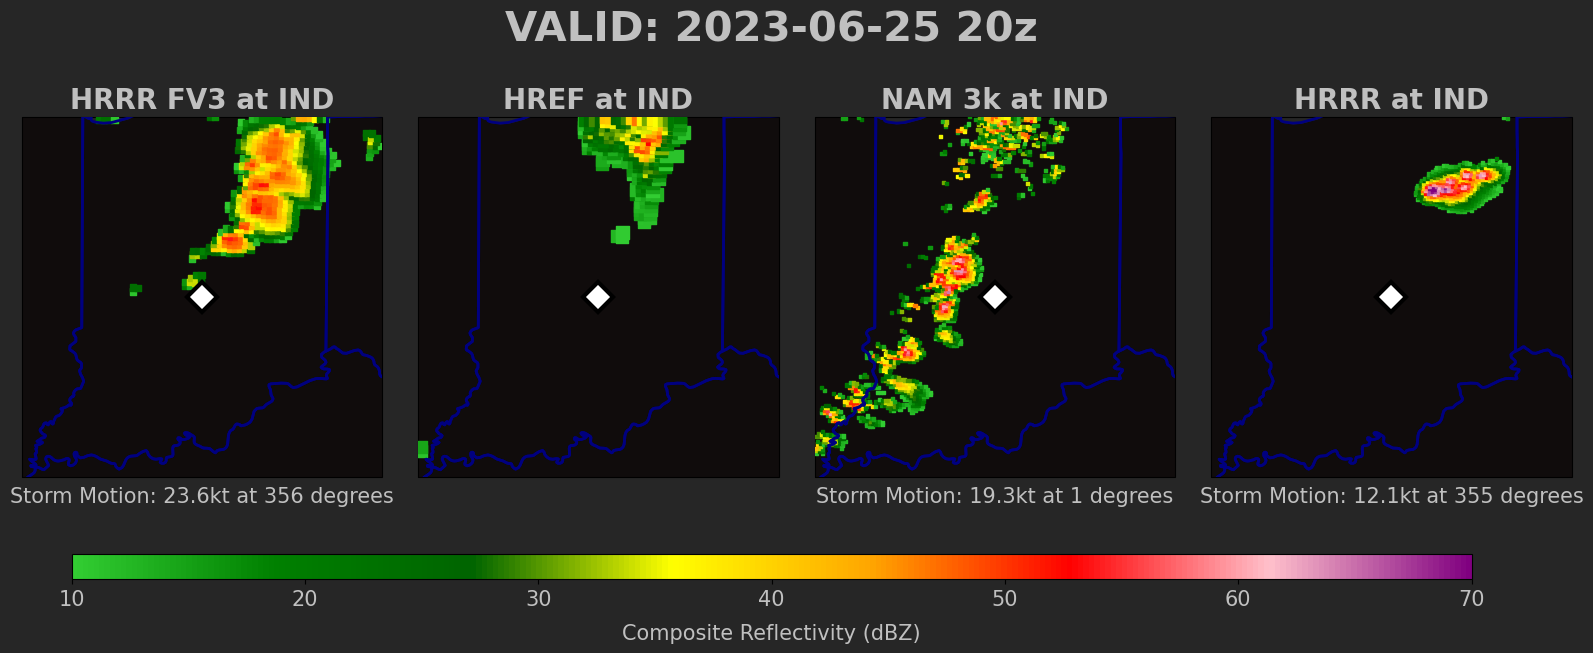 VALID: 2023-06-25 20z
HRRR FV3 at IND
HREF at IND
NAM 3k at IND
HRRR at IND
Storm Motion: 23.6kt at 356 degrees
Storm Motion: 19.3kt at 1 degrees
Storm Motion: 12.1kt at 355 degrees
10 20 30 40 50 60 70
Composite Reflectivity (dBZ)